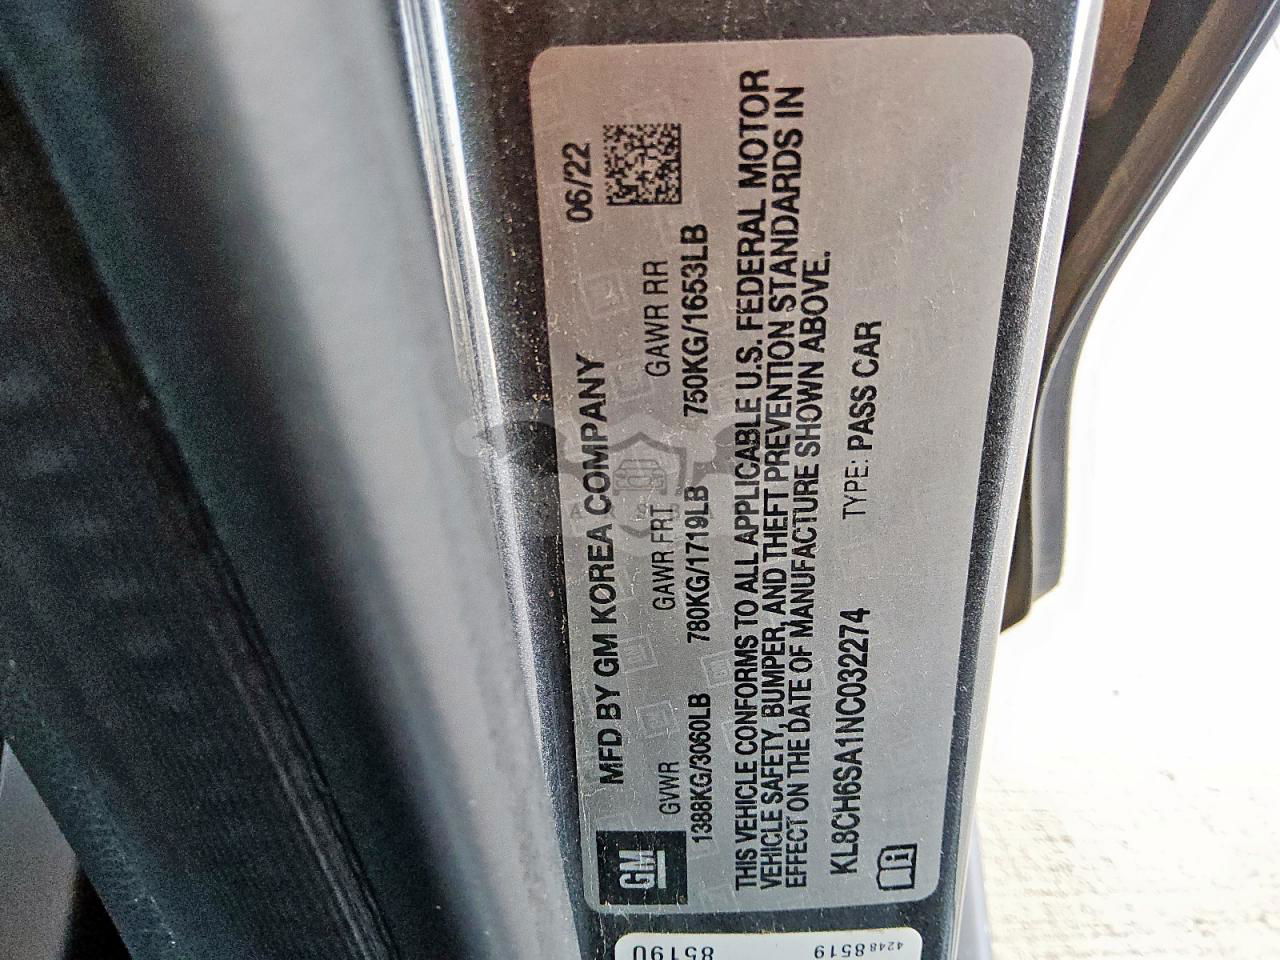 MFD BY GM KOREA COMPANY 06/22
GM
GVWR GAWR FRT GAWR RR
1388KG/3060LB 780KG/1719LB 750KG/1653LB
THIS VEHICLE CONFORMS TO ALL APPLICABLE U.S. FEDERAL MOTOR
VEHICLE SAFETY, BUMPER, AND THEFT PREVENTION STANDARDS IN
EFFECT ON THE DATE OF MANUFACTURE SHOWN ABOVE.
KL8CH6SA1NC032274 TYPE: PASS CAR
42488519